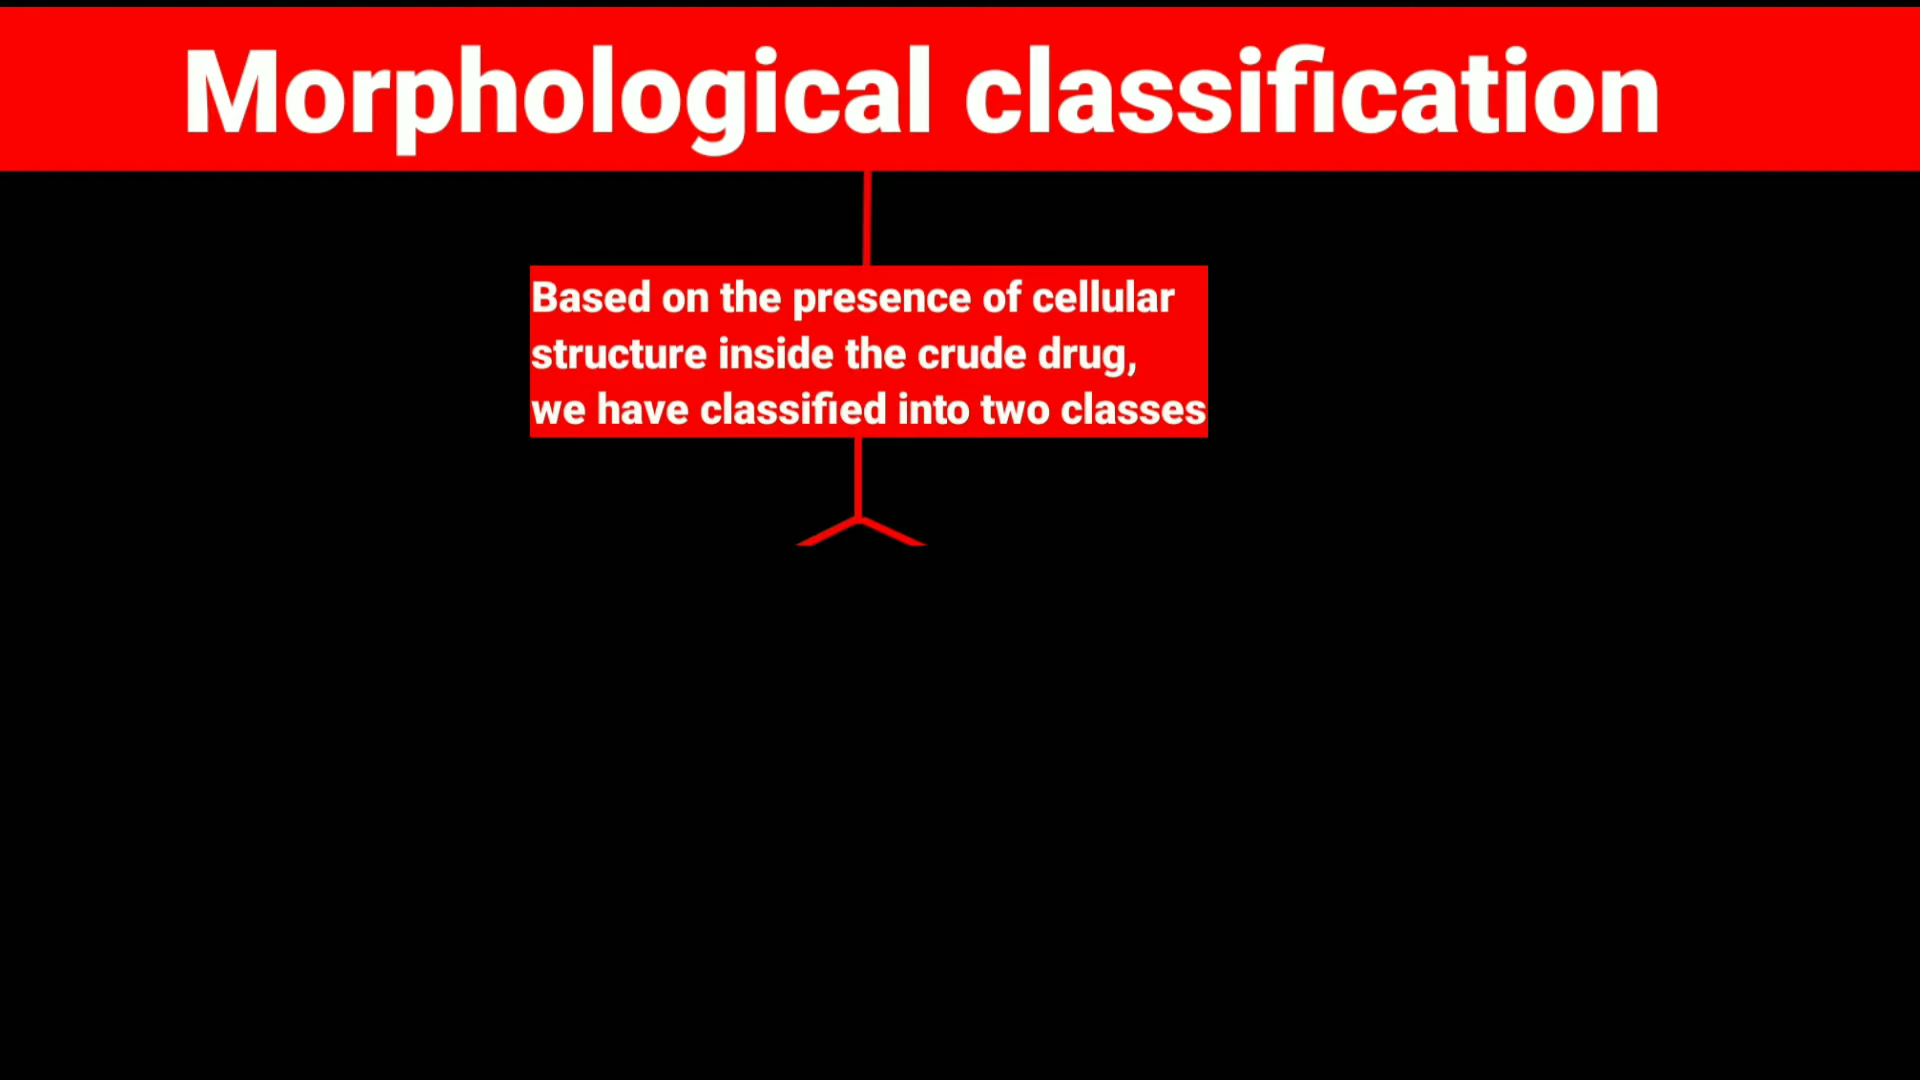 Morphological classification
Based on the presence of cellular
structure inside the crude drug,
we have classified into two classes